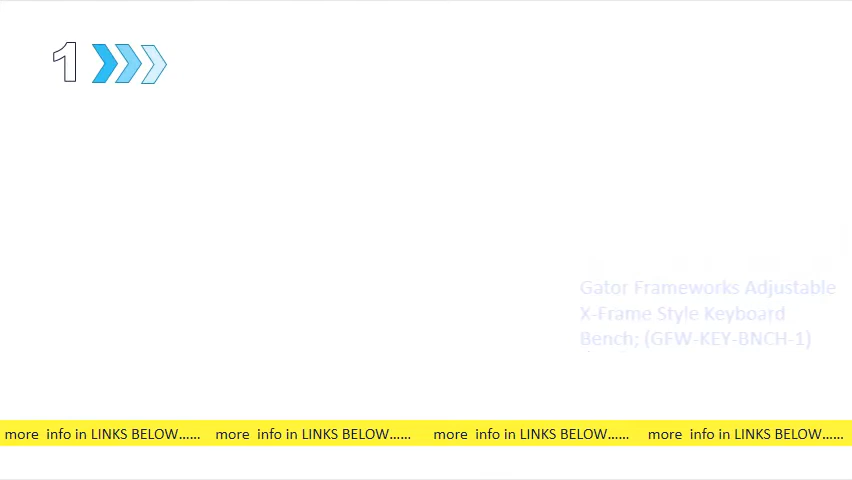 1
Gator Frameworks Adjustable
X-Frame Style Keyboard
Bench; (GFW-KEY-BNCH-1)
more info in LINKS BELOW...... more info in LINKS BELOW...... more info in LINKS BELOW...... more info in LINKS BELOW......